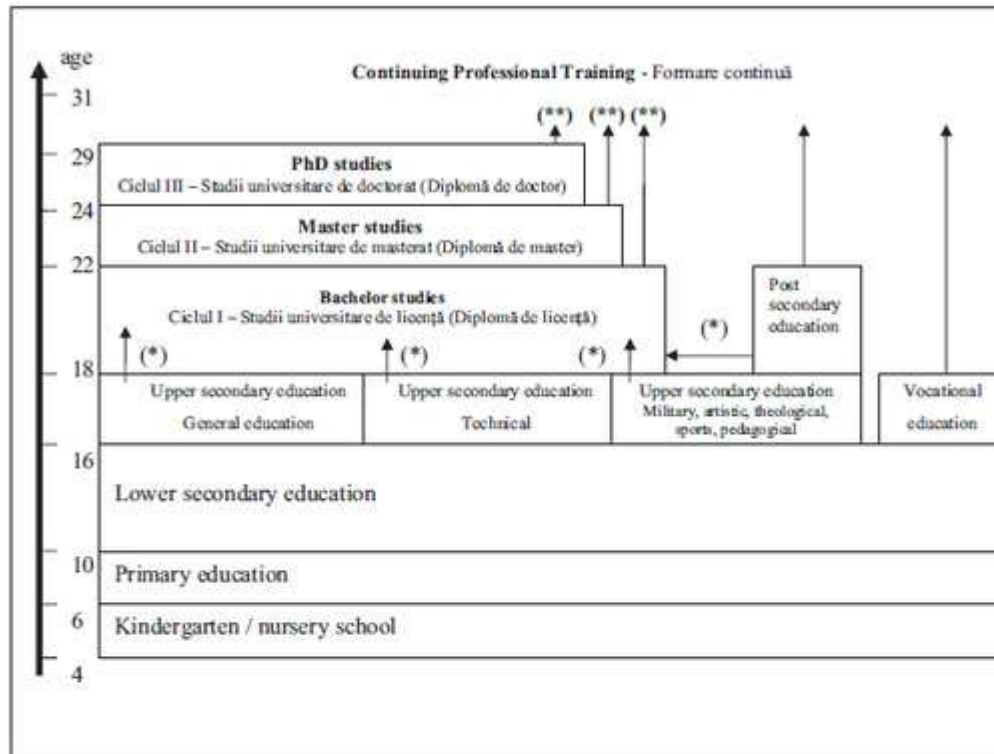 age
Continuing Professional Training - Formare continuă
31
(**) (**) (**)
29
PhD studies
Ciclul III – Studii universitare de doctorat (Diplomă de doctor)
24
Master studies
Ciclul II – Studii universitare de masterat (Diplomă de master)
22
Bachelor studies
Ciclul I – Studii universitare de licență (Diplomă de licență)
Post
secondary
education
(*)
(*)
(*)
(*)
18
Upper secondary education
General education
Upper secondary education
Technical
Upper secondary education
Military, artistic, theological,
sports, pedagogical
Vocational
education
16
Lower secondary education
10
Primary education
6
Kindergarten / nursery school
4